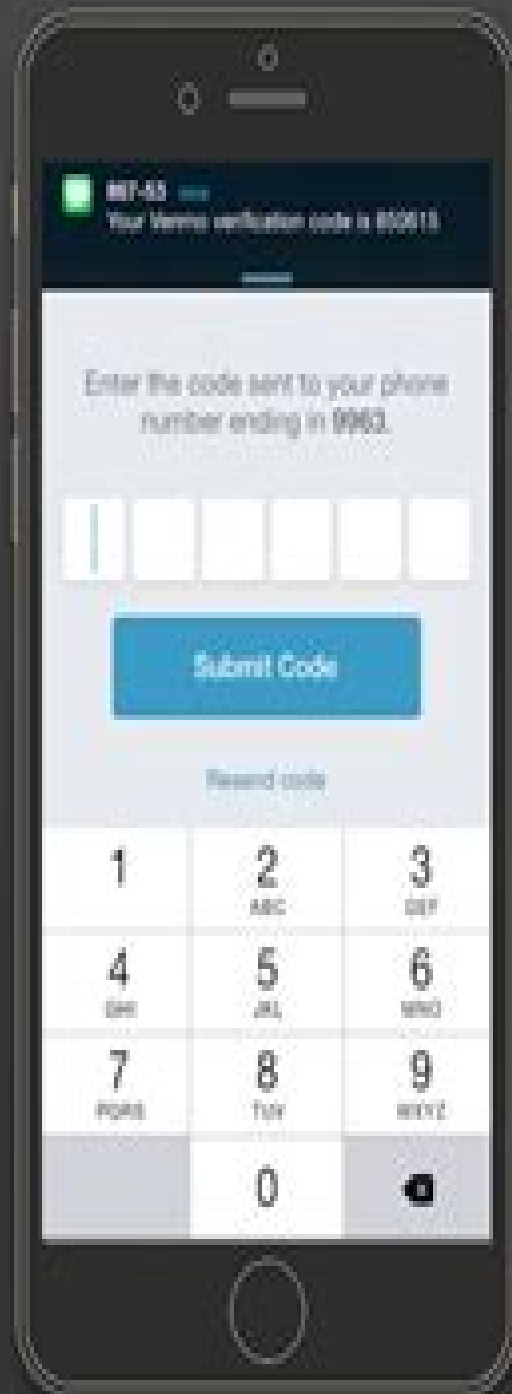 Your Venmo verification code is
Enter the code sent to your phone
number ending in 9963.
Submit Code
Resend code
1
2
ABC
3
DEF
4
GHI
5
JKL
6
MNO
7
PQRS
8
TUV
9
WXYZ
0